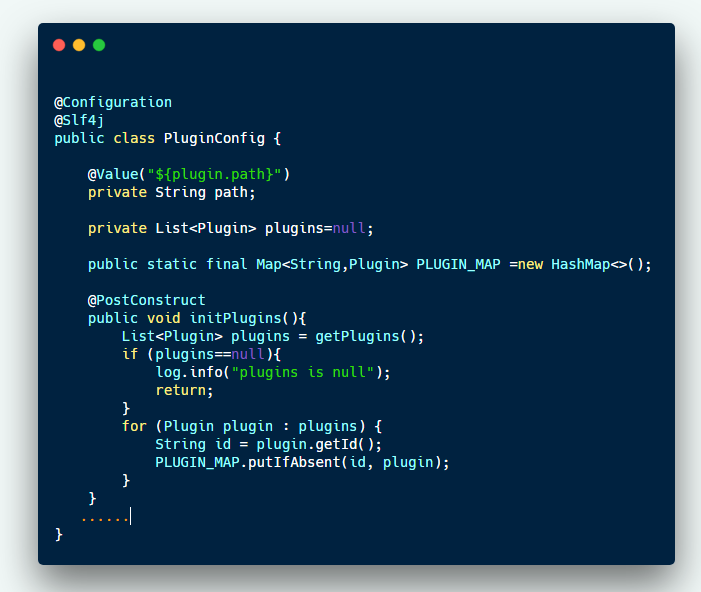 @Configuration
@Slf4j
public class PluginConfig {
@Value("${plugin.path}")
private String path;
private List<Plugin> plugins=null;
public static final Map<String,Plugin> PLUGIN_MAP =new HashMap<>();
@PostConstruct
public void initPlugins(){
List<Plugin> plugins = getPlugins();
if (plugins==null){
log.info("plugins is null");
return;
}
for (Plugin plugin : plugins) {
String id = plugin.getId();
PLUGIN_MAP.putIfAbsent(id, plugin);
}
}
......
}